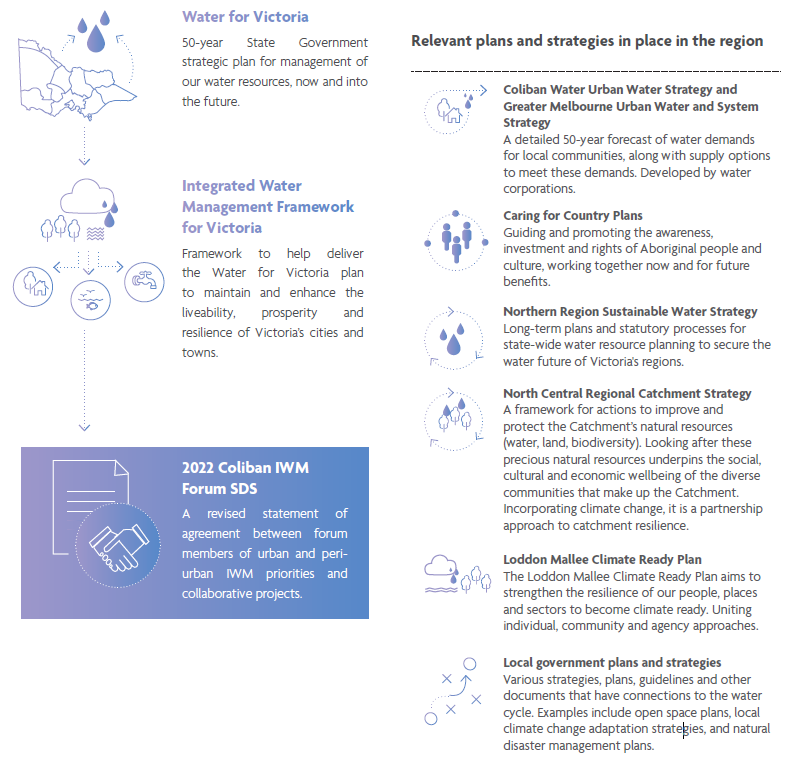 Water for Victoria
50-year State Government
strategic plan for management of
our water resources, now and into
the future.
Integrated Water
Management Framework
for Victoria
Framework to help deliver
the Water for Victoria plan
to maintain and enhance the
liveability, prosperity and
resilience of Victoria's cities and
towns.
2022 Coliban IWM
Forum SDS
A revised statement of
agreement between forum
members of urban and peri-
urban IWM priorities and
collaborative projects.
Relevant plans and strategies in place in the region
Coliban Water Urban Water Strategy and
Greater Melbourne Urban Water and System
Strategy
A detailed 50-year forecast of water demands
for local communities, along with supply options
to meet these demands. Developed by water
corporations.
Caring for Country Plans
Guiding and promoting the awareness,
investment and rights of Aboriginal people and
culture, working together now and for future
benefits.
Northern Region Sustainable Water Strategy
Long-term plans and statutory processes for
state-wide water resource planning to secure the
water future of Victoria's regions.
North Central Regional Catchment Strategy
A framework for actions to improve and
protect the Catchment's natural resources
(water, land, biodiversity). Looking after these
precious natural resources underpins the social,
cultural and economic wellbeing of the diverse
communities that make up the Catchment.
Incorporating climate change, it is a partnership
approach to catchment resilience.
Loddon Mallee Climate Ready Plan
The Loddon Mallee Climate Ready Plan aims to
strengthen the resilience of our people, places
and sectors to become climate ready. Uniting
individual, community and agency approaches.
Local government plans and strategies
Various strategies, plans, guidelines and other
documents that have connections to the water
cycle. Examples include open space plans, local
climate change adaptation strategies, and natural
disaster management plans.